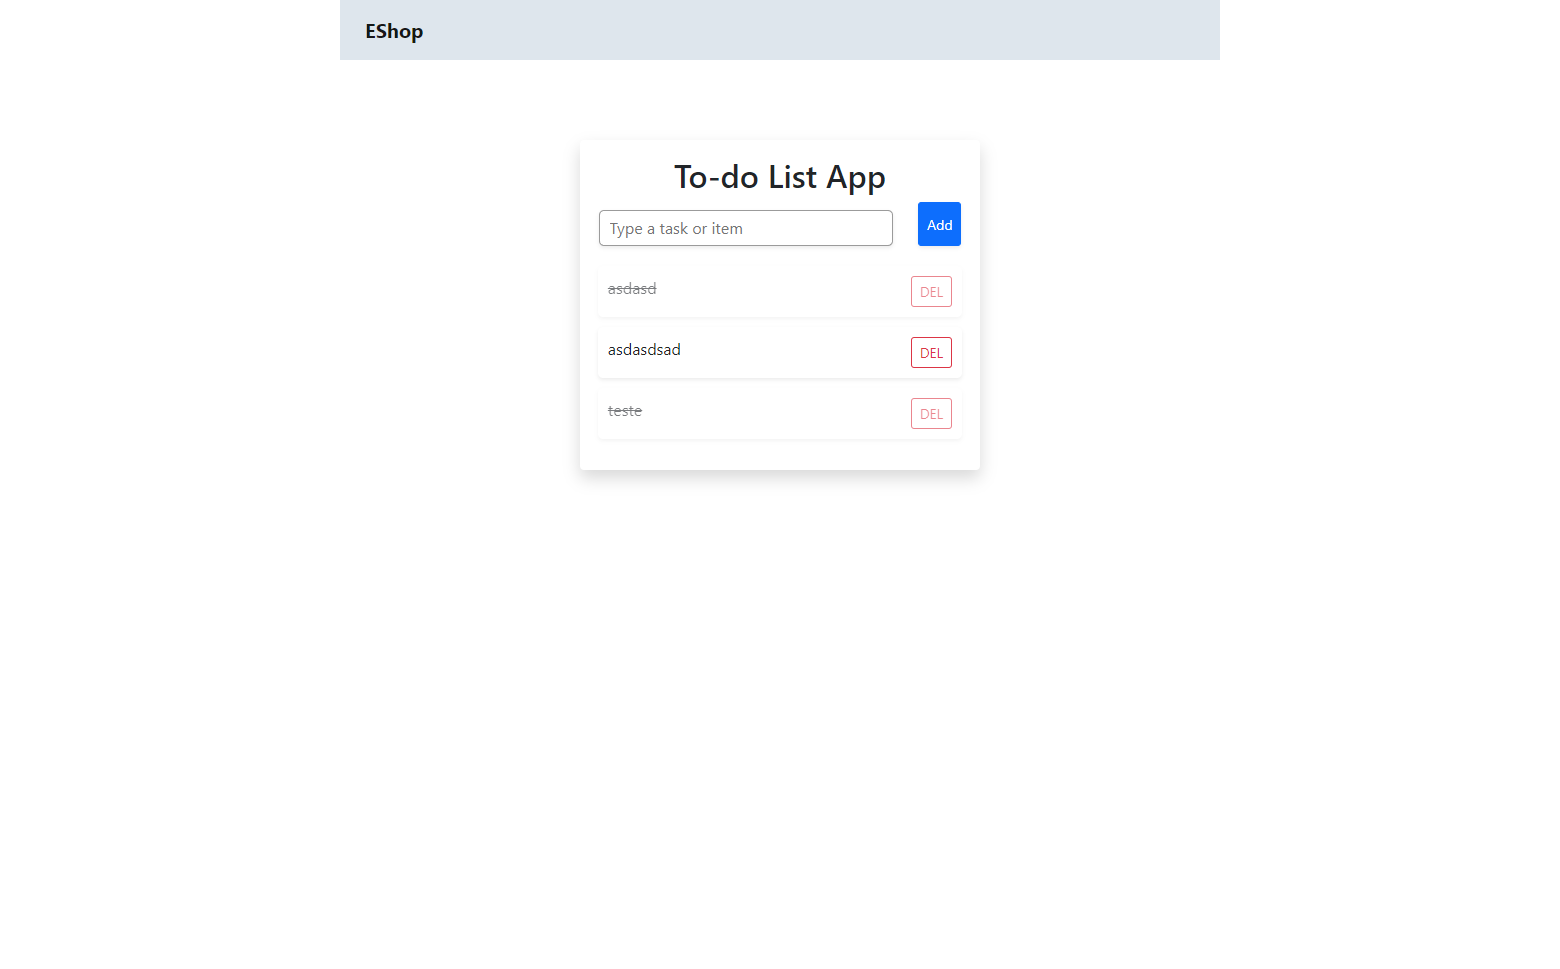 EShop
To-do List App
Type a task or item
Add
asdasd DEL
asdasdsad DEL
teste DEL